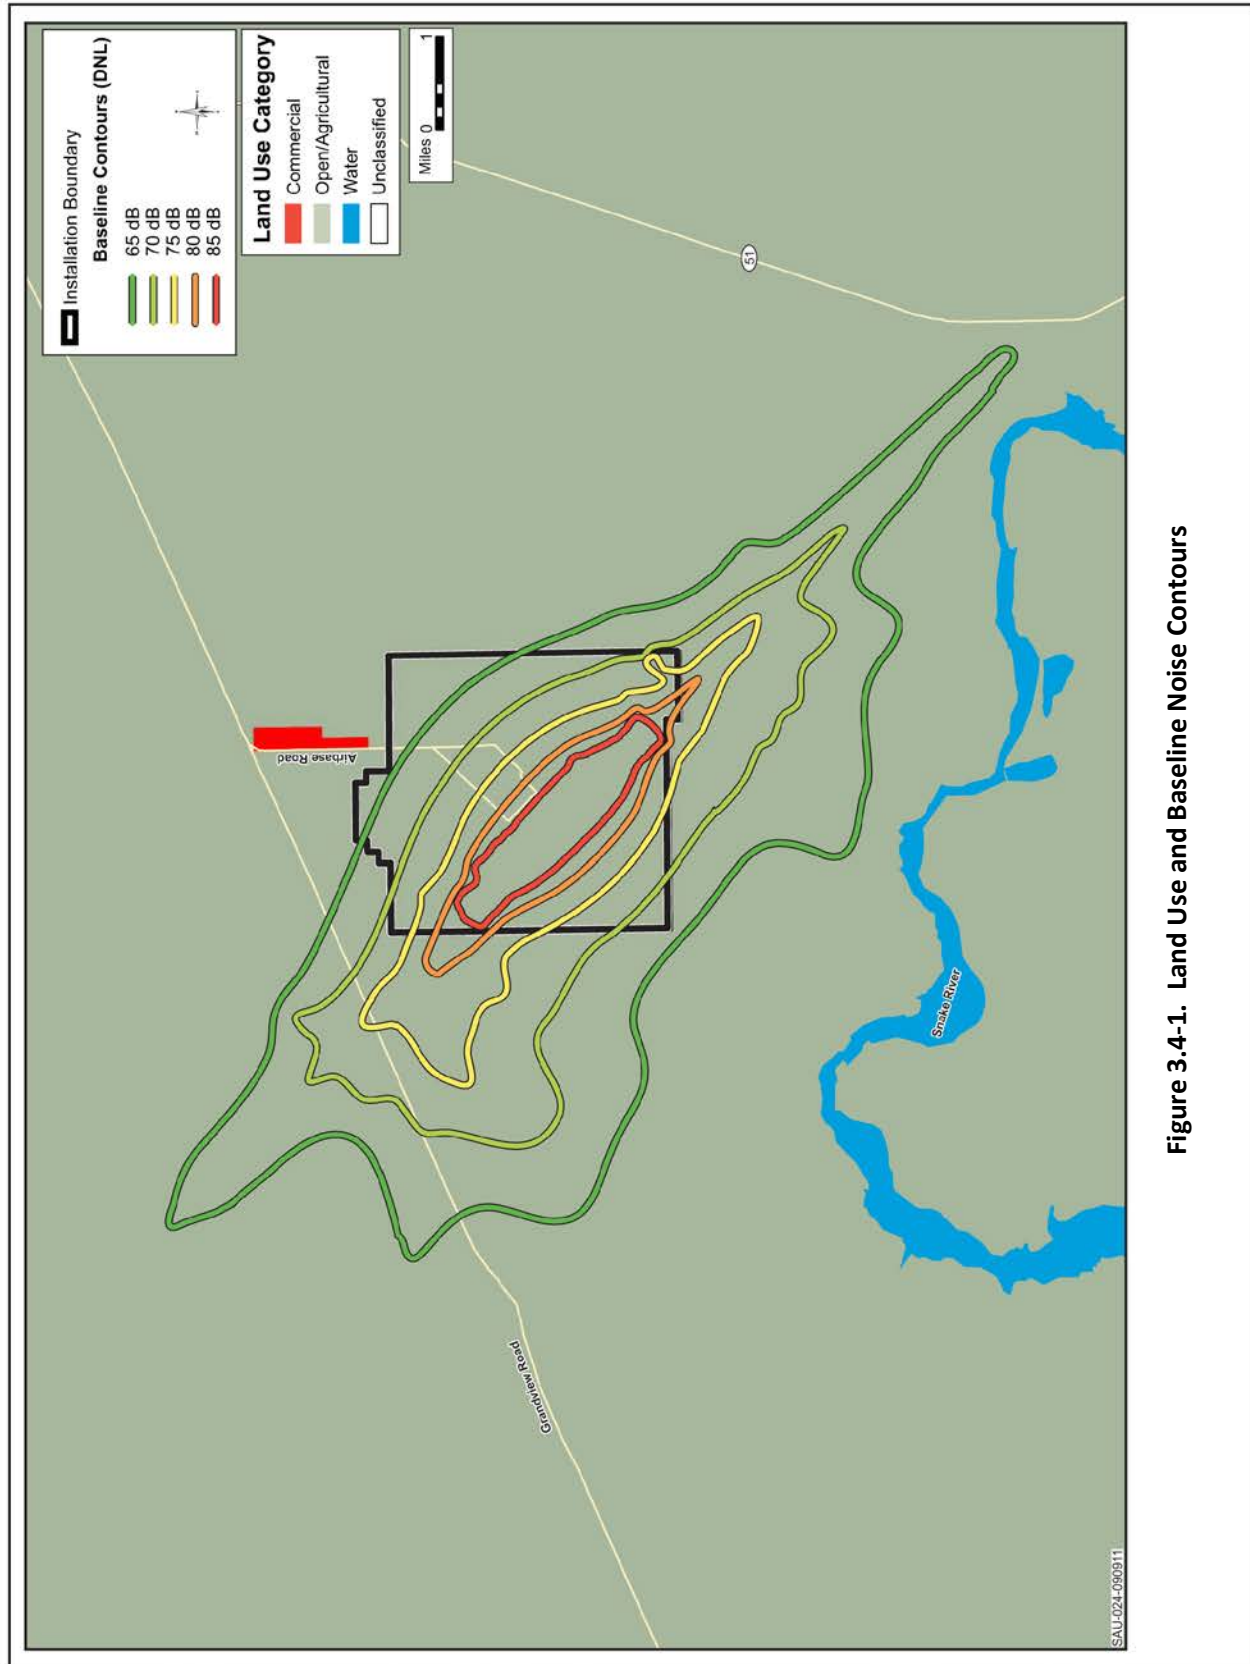 Installation Boundary
Baseline Contours (DNL)
65 dB
70 dB
75 dB
80 dB
85 dB
Land Use Category
Commercial
Open/Agricultural
Water
Unclassified
Miles 0 1
Airbase Road
51
Grandview Road
Snake River
SAU-024-090911
Figure 3.4-1. Land Use and Baseline Noise Contours